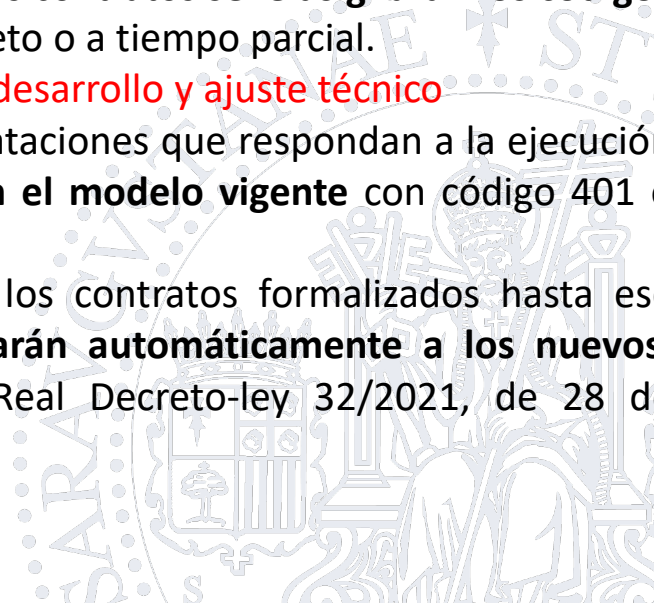 eto o a tiempo parcial.
desarrollo y ajuste técnico
ntaciones que respondan a la ejecución
n el modelo vigente con código 401
los contratos formalizados hasta es
arán automáticamente a los nuevos
Real Decreto-ley 32/2021, de 28 d